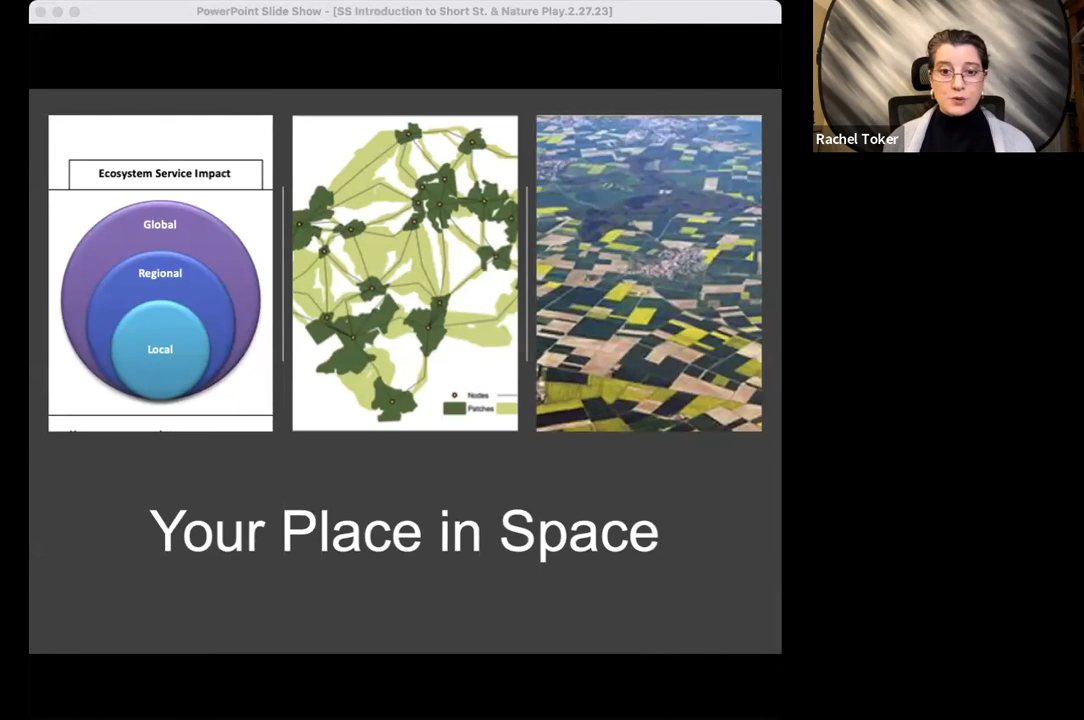 PowerPoint Slide Show - [SS Introduction to Short St. & Nature Play.2.27.23]
Rachel Toker
Ecosystem Service Impact
Global
Regional
Local
Nodes
Patches
Your Place in Space